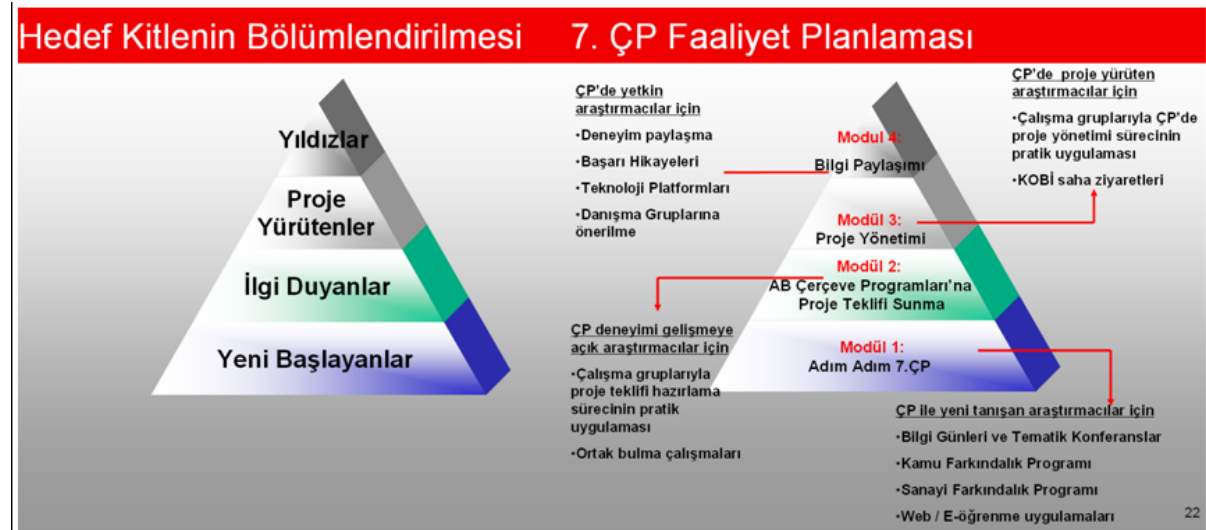 Hedef Kitlenin Bölümlendirilmesi
Yıldızlar
Proje
Yürütenler
İlgi Duyanlar
Yeni Başlayanlar
7. ÇP Faaliyet Planlaması
ÇP'de yetkin
araştırmacılar için
•Deneyim paylaşma
•Başarı Hikayeleri
•Teknoloji Platformları
•Danışma Gruplarına
önerilme
Modul 4:
Bilgi Paylaşımı
ÇP'de proje yürüten
araştırmacılar için
•Çalışma gruplarıyla ÇP'de
proje yönetimi sürecinin
pratik uygulaması
•KOBİ saha ziyaretleri
Modül 3:
Proje Yönetimi
Modül 2:
AB Çerçeve Programları'na
Proje Teklifi Sunma
ÇP deneyimi gelişmeye
açık araştırmacılar için
•Çalışma gruplarıyla
proje teklifi hazırlama
sürecinin pratik
uygulaması
•Ortak bulma çalışmaları
Modül 1:
Adım Adım 7.ÇP
ÇP ile yeni tanışan araştırmacılar için
•Bilgi Günleri ve Tematik Konferanslar
•Kamu Farkındalık Programı
•Sanayi Farkındalık Programı
•Web / E-öğrenme uygulamaları
22